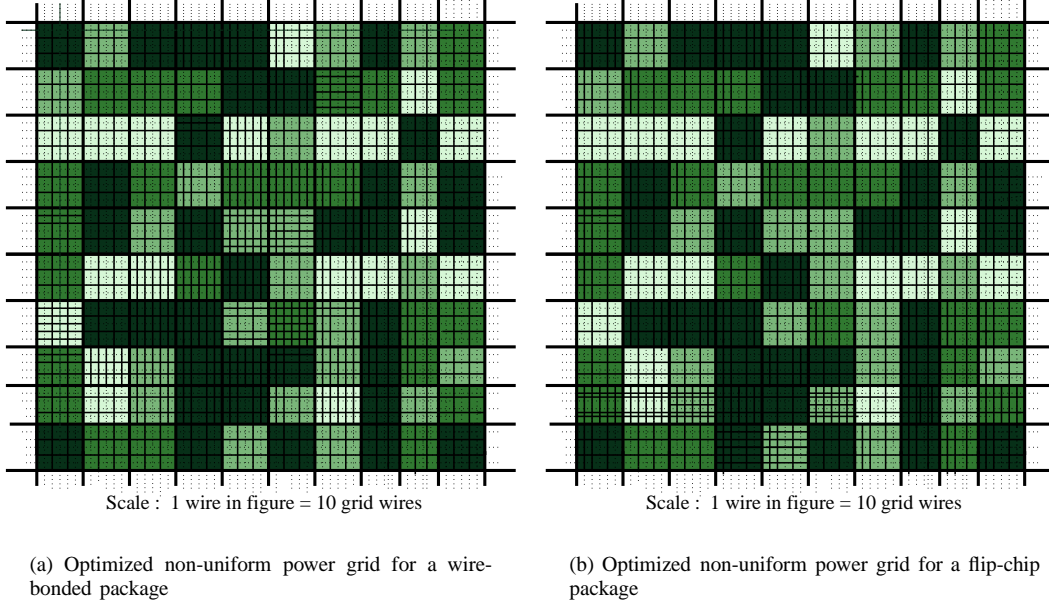 Scale : 1 wire in figure = 10 grid wires
Scale : 1 wire in figure = 10 grid wires
(a) Optimized non-uniform power grid for a wire-
bonded package
(b) Optimized non-uniform power grid for a flip-chip
package